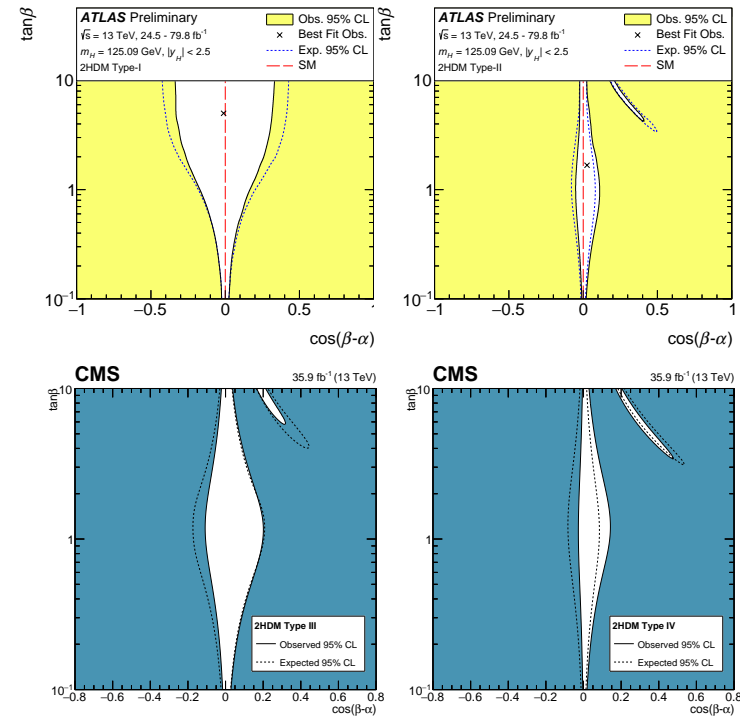 tanβ
ATLAS Preliminary
√s = 13 TeV, 24.5 - 79.8 fb⁻¹
m_H = 125.09 GeV, |y_H| < 2.5
2HDM Type-I
Obs. 95% CL
Best Fit Obs.
Exp. 95% CL
SM
10
1
10⁻¹
−1 −0.5 0 0.5 1
cos(β-α)
tanβ
ATLAS Preliminary
√s = 13 TeV, 24.5 - 79.8 fb⁻¹
m_H = 125.09 GeV, |y_H| < 2.5
2HDM Type-II
Obs. 95% CL
Best Fit Obs.
Exp. 95% CL
SM
10
1
10⁻¹
−1 −0.5 0 0.5 1
cos(β-α)
CMS
35.9 fb⁻¹ (13 TeV)
tanβ
10
1
10⁻¹
2HDM Type III
Observed 95% CL
Expected 95% CL
−0.8 −0.6 −0.4 −0.2 0 0.2 0.4 0.6 0.8
cos(β-α)
CMS
35.9 fb⁻¹ (13 TeV)
tanβ
10
1
10⁻¹
2HDM Type IV
Observed 95% CL
Expected 95% CL
−0.8 −0.6 −0.4 −0.2 0 0.2 0.4 0.6 0.8
cos(β-α)